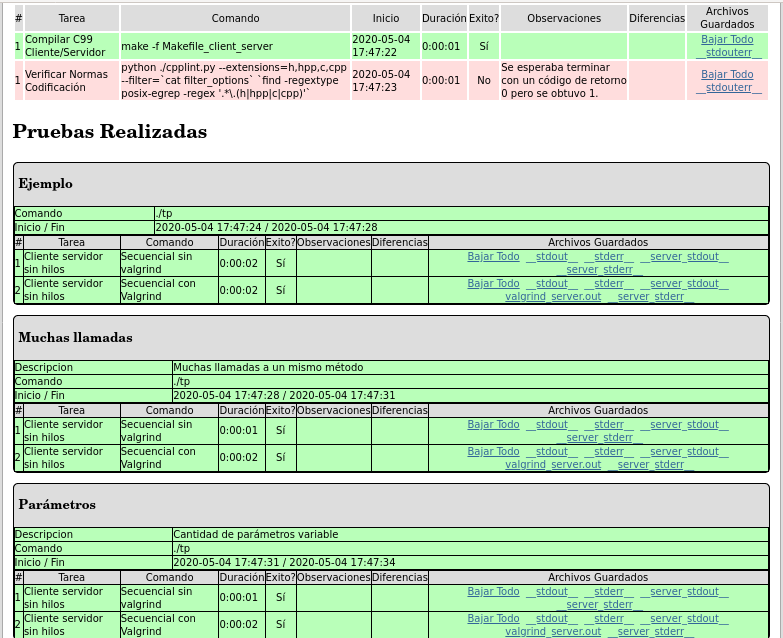 # Tarea Comando Inicio Duración Exito? Observaciones Diferencias Archivos Guardados
1 Compilar C99 Cliente/Servidor make -f Makefile_client_server 2020-05-04 17:47:22 0:00:01 Sí Bajar Todo __stdouterr__
1 Verificar Normas Codificación python ./cpplint.py --extensions=h,hpp,c,cpp --filter=`cat filter_options` `find -regextype posix-egrep -regex '.*\.(h|hpp|c|cpp)'` 2020-05-04 17:47:23 0:00:01 No Se esperaba terminar con un código de retorno 0 pero se obtuvo 1. Bajar Todo __stdouterr__
Pruebas Realizadas
Ejemplo
Comando ./tp
Inicio / Fin 2020-05-04 17:47:24 / 2020-05-04 17:47:28
# Tarea Comando Duración Exito? Observaciones Diferencias Archivos Guardados
1 Cliente servidor sin hilos Secuencial sin valgrind 0:00:02 Sí Bajar Todo __stdout__ __stderr__ __server_stdout__ __server_stderr__
2 Cliente servidor sin hilos Secuencial con Valgrind 0:00:02 Sí Bajar Todo __stdout__ __stderr__ __server_stdout__ valgrind_server.out __server_stderr__
Muchas llamadas
Descripcion Muchas llamadas a un mismo método
Comando ./tp
Inicio / Fin 2020-05-04 17:47:28 / 2020-05-04 17:47:31
# Tarea Comando Duración Exito? Observaciones Diferencias Archivos Guardados
1 Cliente servidor sin hilos Secuencial sin valgrind 0:00:01 Sí Bajar Todo __stdout__ __stderr__ __server_stdout__ __server_stderr__
2 Cliente servidor sin hilos Secuencial con Valgrind 0:00:02 Sí Bajar Todo __stdout__ __stderr__ __server_stdout__ valgrind_server.out __server_stderr__
Parámetros
Descripcion Cantidad de parámetros variable
Comando ./tp
Inicio / Fin 2020-05-04 17:47:31 / 2020-05-04 17:47:34
# Tarea Comando Duración Exito? Observaciones Diferencias Archivos Guardados
1 Cliente servidor sin hilos Secuencial sin valgrind 0:00:01 Sí Bajar Todo __stdout__ __stderr__ __server_stdout__ __server_stderr__
2 Cliente servidor sin hilos Secuencial con Valgrind 0:00:02 Sí Bajar Todo __stdout__ __stderr__ __server_stdout__ valgrind_server.out __server_stderr__